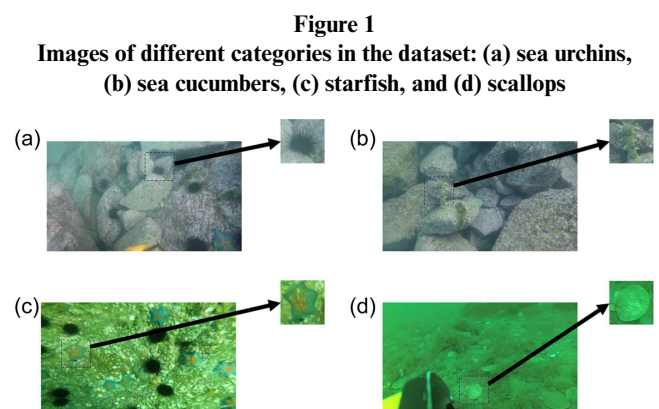 Figure 1
Images of different categories in the dataset: (a) sea urchins,
(b) sea cucumbers, (c) starfish, and (d) scallops
(a)
(b)
(c)
(d)